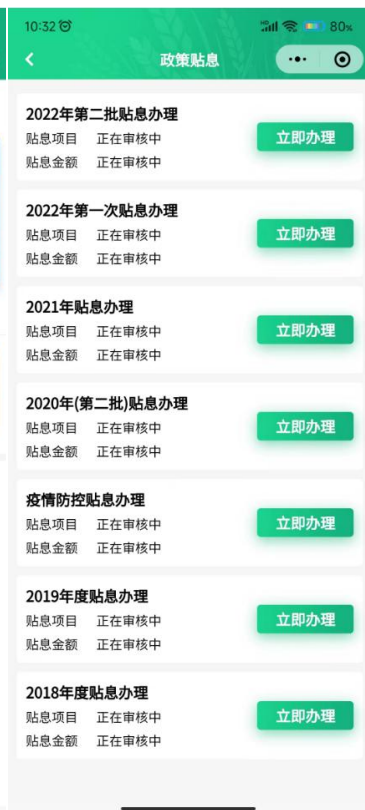 10:32
80%
政策贴息
2022年第二批贴息办理
贴息项目 正在审核中
立即办理
贴息金额 正在审核中
2022年第一次贴息办理
贴息项目 正在审核中
立即办理
贴息金额 正在审核中
2021年贴息办理
贴息项目 正在审核中
立即办理
贴息金额 正在审核中
2020年(第二批)贴息办理
贴息项目 正在审核中
立即办理
贴息金额 正在审核中
疫情防控贴息办理
贴息项目 正在审核中
立即办理
贴息金额 正在审核中
2019年度贴息办理
贴息项目 正在审核中
立即办理
贴息金额 正在审核中
2018年度贴息办理
贴息项目 正在审核中
立即办理
贴息金额 正在审核中